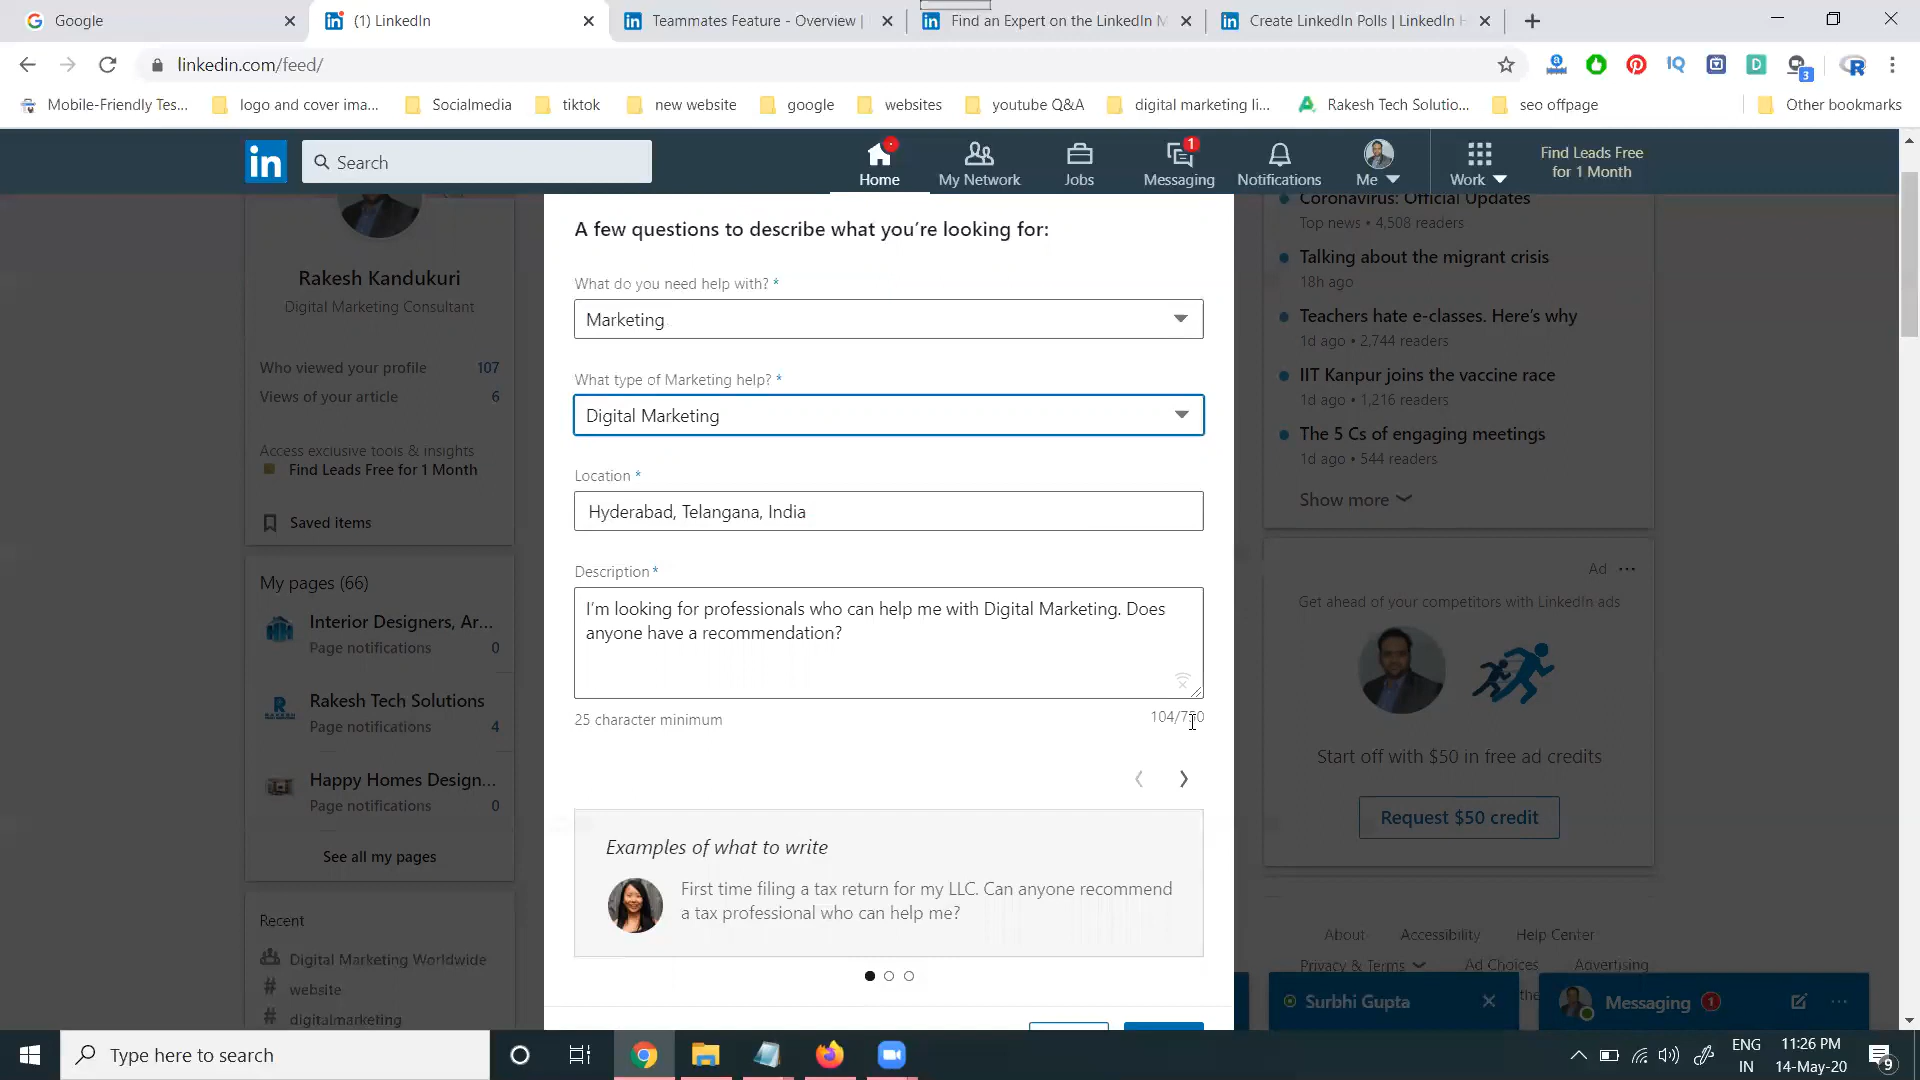 Google
(1) LinkedIn
Teammates Feature - Overview |
Find an Expert on the LinkedIn M
Create LinkedIn Polls | LinkedIn H
linkedin.com/feed/
Mobile-Friendly Tes...
logo and cover ima...
Socialmedia
tiktok
new website
google
websites
youtube Q&A
digital marketing li...
Rakesh Tech Solutio...
seo offpage
Other bookmarks
in
Search
Home
My Network
Jobs
1
Messaging
Notifications
Me
Work
Find Leads Free
for 1 Month
Rakesh Kandukuri
Digital Marketing Consultant
Who viewed your profile 107
Views of your article 6
Access exclusive tools & insights
Find Leads Free for 1 Month
Saved items
My pages (66)
Interior Designers, Ar...
Page notifications 0
Rakesh Tech Solutions
Page notifications 4
Happy Homes Design...
Page notifications 0
See all my pages
Recent
Digital Marketing Worldwide
# website
# digitalmarketing
A few questions to describe what you're looking for:
What do you need help with? *
Marketing
What type of Marketing help? *
Digital Marketing
Location *
Hyderabad, Telangana, India
Description *
I'm looking for professionals who can help me with Digital Marketing. Does
anyone have a recommendation?
25 character minimum
104/750
Examples of what to write
First time filing a tax return for my LLC. Can anyone recommend
a tax professional who can help me?
Coronavirus: Official Updates
Top news • 4,508 readers
Talking about the migrant crisis
18h ago
Teachers hate e-classes. Here's why
1d ago • 2,744 readers
IIT Kanpur joins the vaccine race
1d ago • 1,216 readers
The 5 Cs of engaging meetings
1d ago • 544 readers
Show more
Ad ...
Get ahead of your competitors with LinkedIn ads
Start off with $50 in free ad credits
Request $50 credit
About Accessibility Help Center
Privacy & Terms Ad Choices Advertising
Surbhi Gupta
Messaging 1
Type here to search
ENG
IN
11:26 PM
14-May-20
9